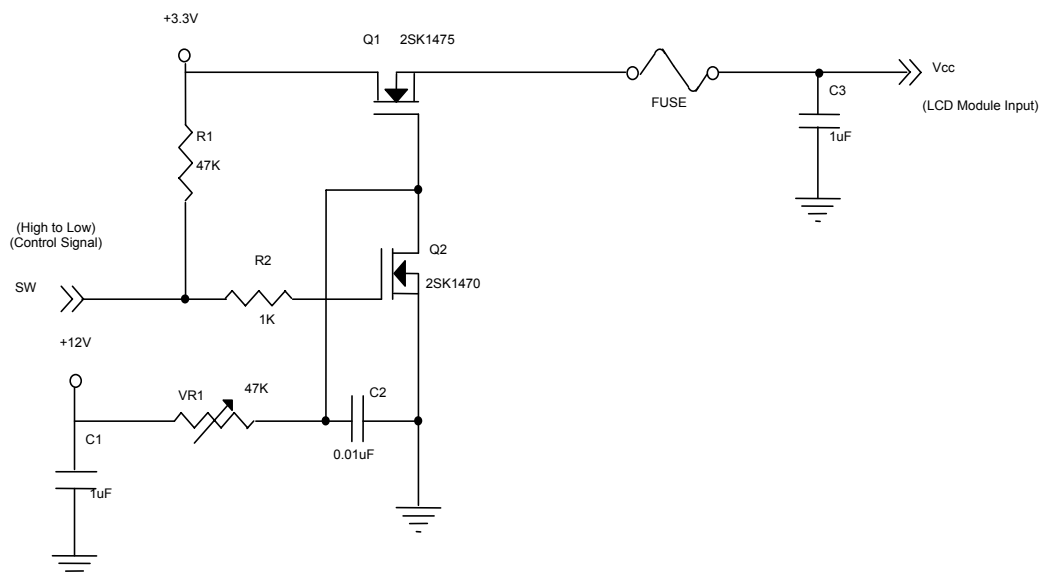 +3.3V
Q1 2SK1475
Vcc
FUSE
C3
(LCD Module Input)
R1
1uF
47K
(High to Low)
(Control Signal)
Q2
R2
SW
2SK1470
1K
+12V
VR1
47K
C2
C1
0.01uF
1uF